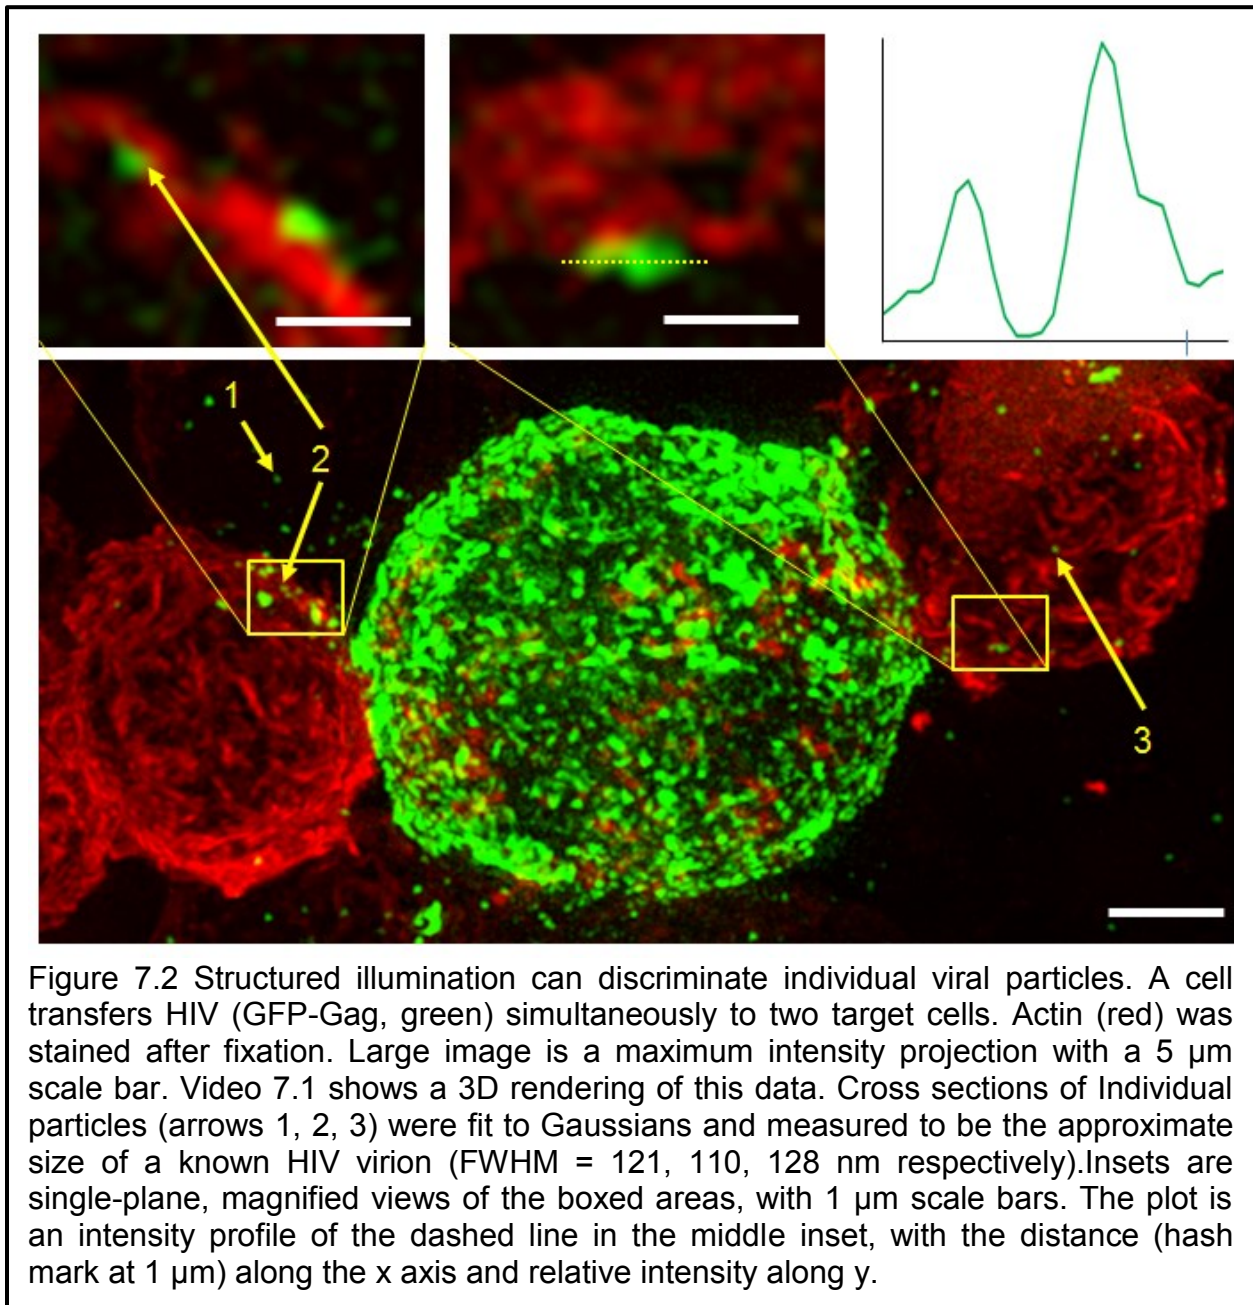 1
2
3
Figure 7.2 Structured illumination can discriminate individual viral particles. A cell
transfers HIV (GFP-Gag, green) simultaneously to two target cells. Actin (red) was
stained after fixation. Large image is a maximum intensity projection with a 5 µm
scale bar. Video 7.1 shows a 3D rendering of this data. Cross sections of Individual
particles (arrows 1, 2, 3) were fit to Gaussians and measured to be the approximate
size of a known HIV virion (FWHM = 121, 110, 128 nm respectively).Insets are
single-plane, magnified views of the boxed areas, with 1 µm scale bars. The plot is
an intensity profile of the dashed line in the middle inset, with the distance (hash
mark at 1 µm) along the x axis and relative intensity along y.